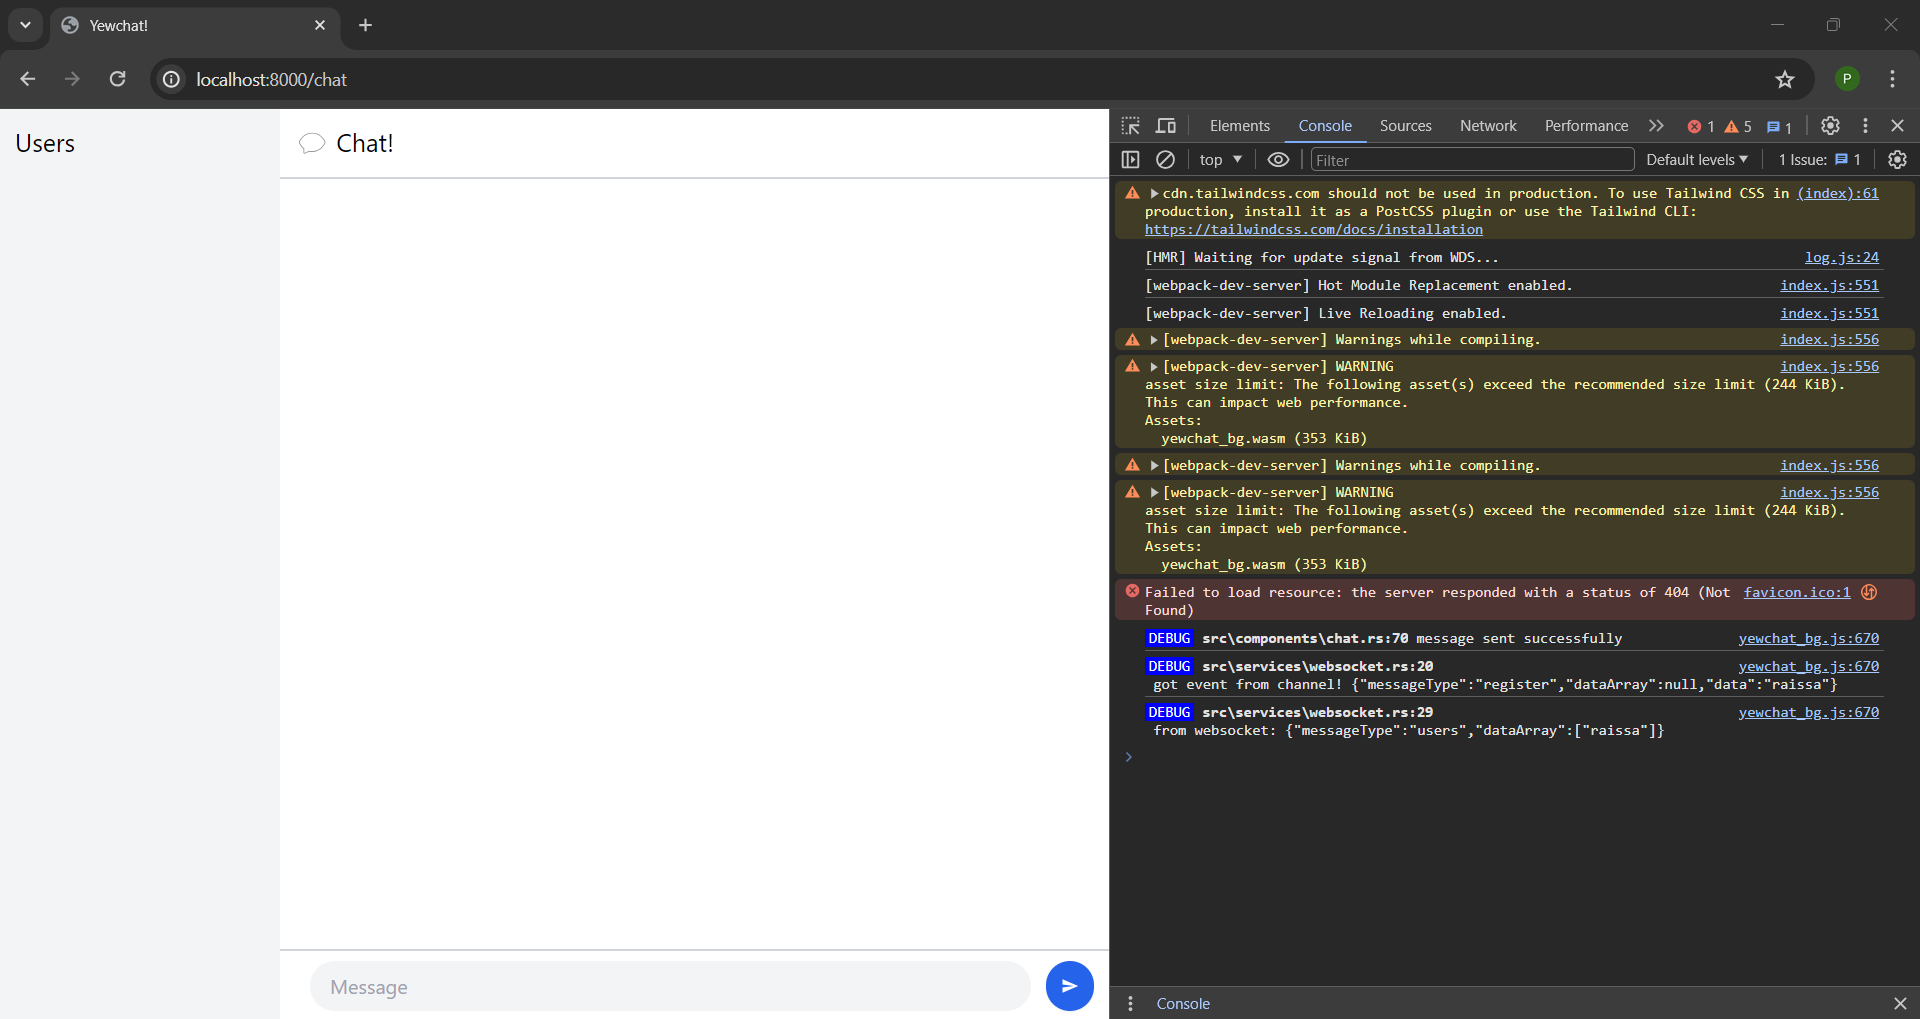 Yewchat!
localhost:8000/chat
P
Users
Chat!
Message
Elements Console Sources Network Performance 1 5 1
top Filter Default levels 1 Issue: 1
cdn.tailwindcss.com should not be used in production. To use Tailwind CSS in (index):61
production, install it as a PostCSS plugin or use the Tailwind CLI:
https://tailwindcss.com/docs/installation
[HMR] Waiting for update signal from WDS... log.js:24
[webpack-dev-server] Hot Module Replacement enabled. index.js:551
[webpack-dev-server] Live Reloading enabled. index.js:551
[webpack-dev-server] Warnings while compiling. index.js:556
[webpack-dev-server] WARNING index.js:556
asset size limit: The following asset(s) exceed the recommended size limit (244 KiB).
This can impact web performance.
Assets:
yewchat_bg.wasm (353 KiB)
[webpack-dev-server] Warnings while compiling. index.js:556
[webpack-dev-server] WARNING index.js:556
asset size limit: The following asset(s) exceed the recommended size limit (244 KiB).
This can impact web performance.
Assets:
yewchat_bg.wasm (353 KiB)
Failed to load resource: the server responded with a status of 404 (Not favicon.ico:1
Found)
DEBUG src\components\chat.rs:70 message sent successfully yewchat_bg.js:670
DEBUG src\services\websocket.rs:20 yewchat_bg.js:670
got event from channel! {"messageType":"register","dataArray":null,"data":"raissa"}
DEBUG src\services\websocket.rs:29 yewchat_bg.js:670
from websocket: {"messageType":"users","dataArray":["raissa"]}
Console